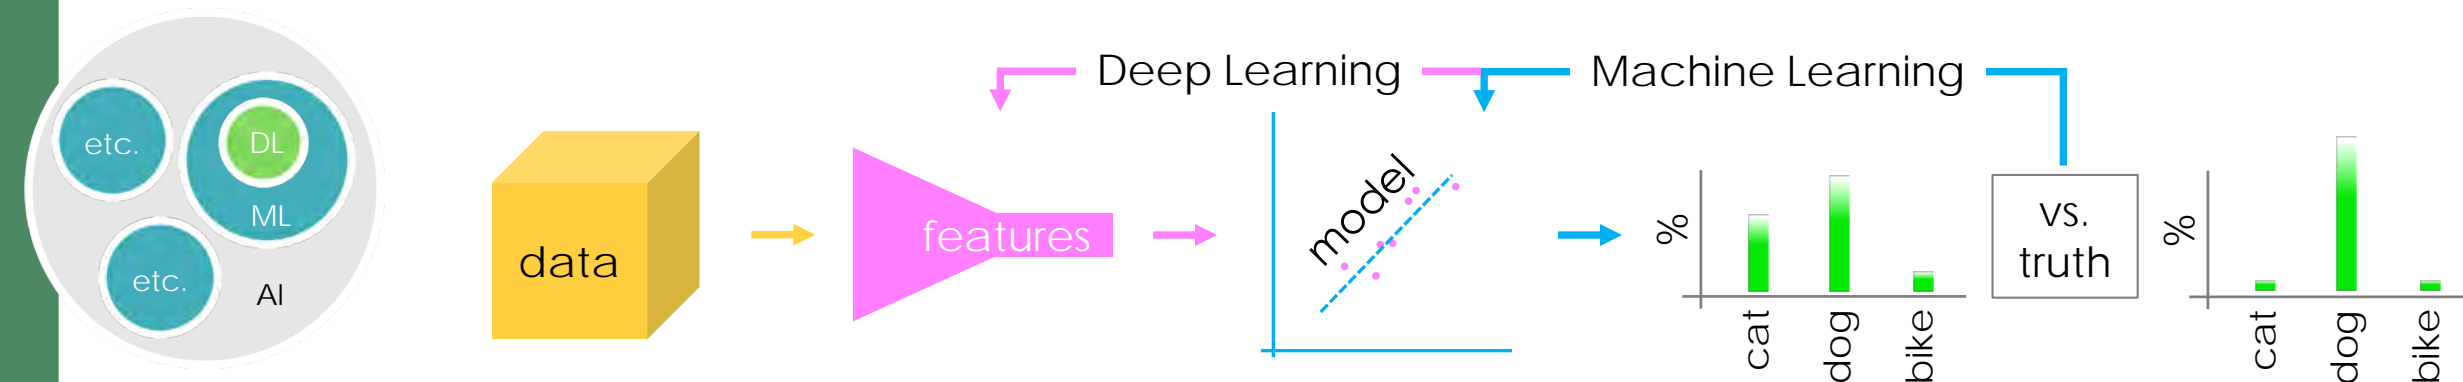 etc.
DL
ML
etc.
AI
data
features
Deep Learning
model
Machine Learning
%
cat
dog
bike
vs.
truth
%
cat
dog
bike